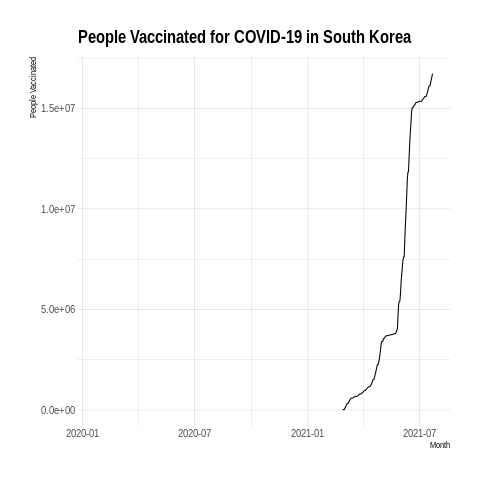 People Vaccinated for COVID-19 in South Korea
People Vaccinated
1.5e+07
1.0e+07
5.0e+06
0.0e+00
2020-01 2020-07 2021-01 2021-07
Month